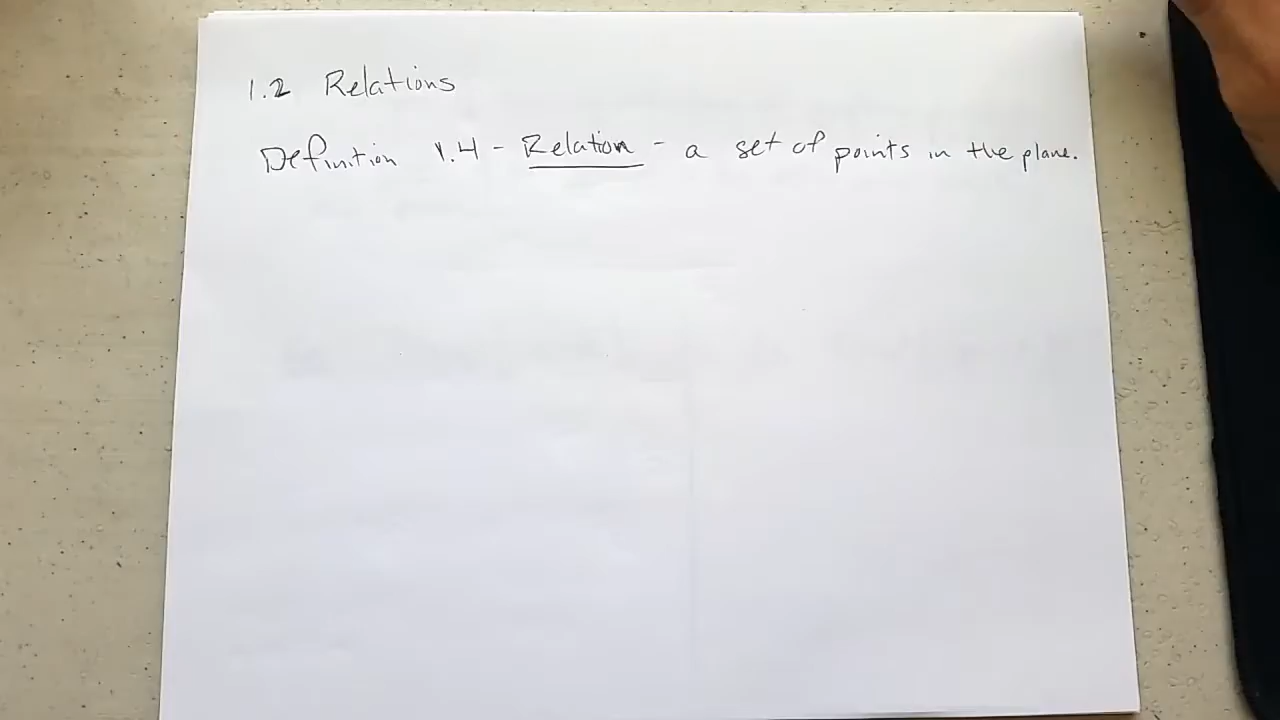 1.2 Relations
Definition 1.4 - Relation - a set of points in the plane.